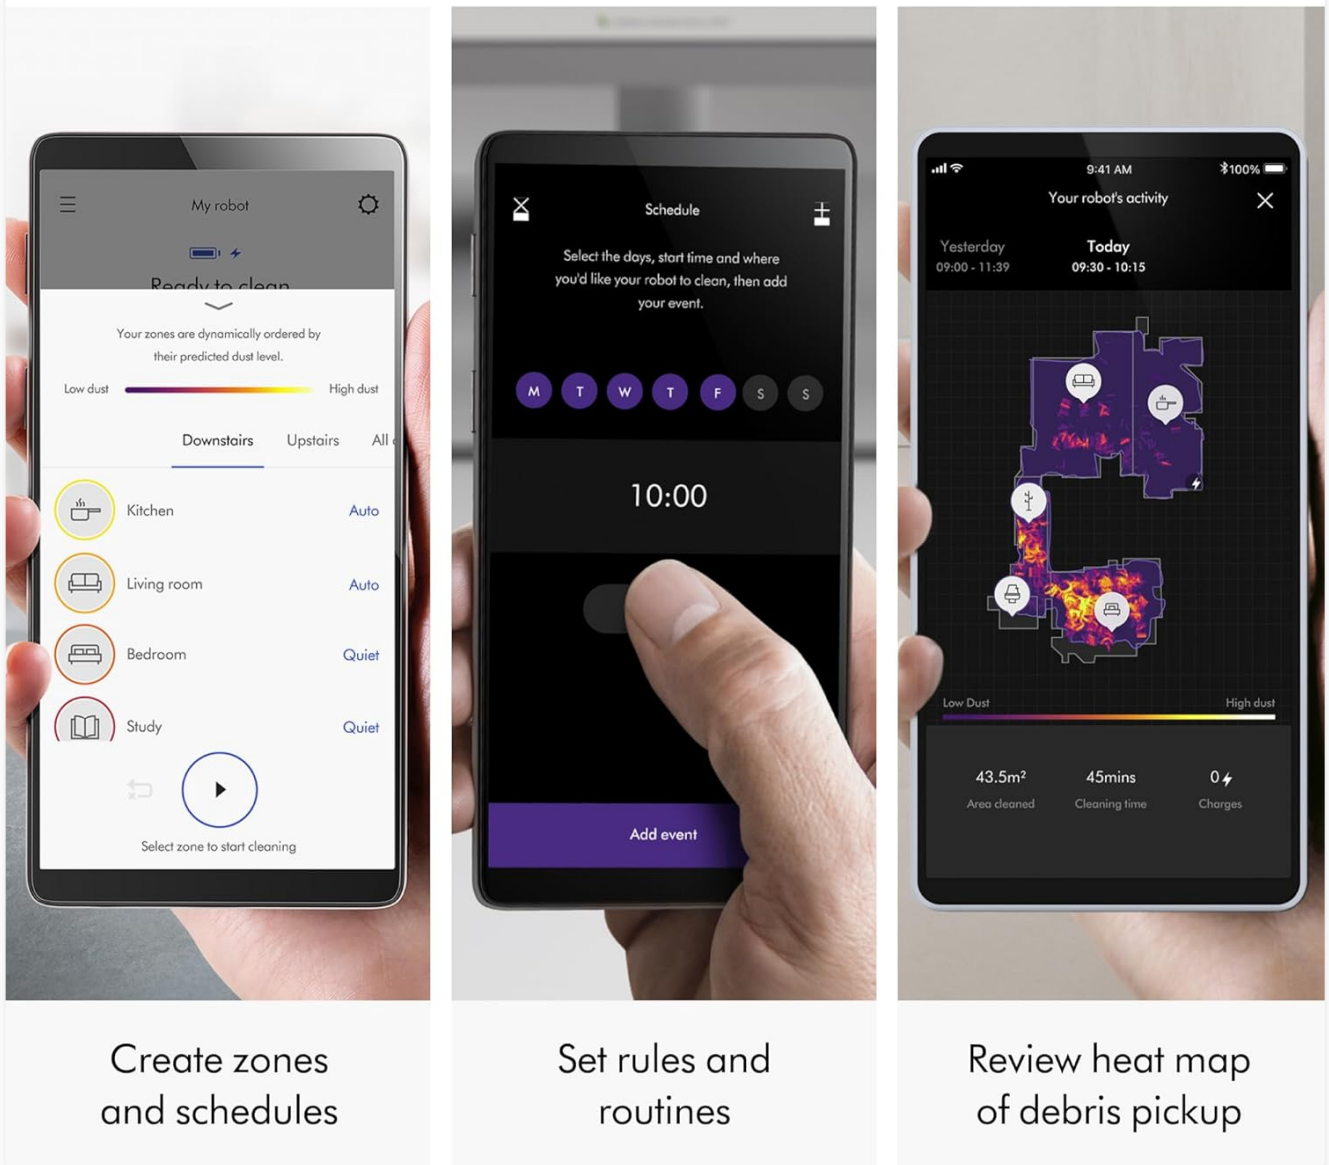 My robot
Ready to clean
Your zones are dynamically ordered by
their predicted dust level.
Low dust
High dust
Downstairs
Upstairs
All
Kitchen
Auto
Living room
Auto
Bedroom
Quiet
Study
Quiet
Select zone to start cleaning
Create zones
and schedules
Schedule
Select the days, start time and where
you'd like your robot to clean, then add
your event.
M T W T F S S
10:00
Add event
Set rules and
routines
9:41 AM
100%
Your robot's activity
Yesterday
09:00 - 11:39
Today
09:30 - 10:15
Low Dust
High dust
43.5m²
Area cleaned
45mins
Cleaning time
0
Charges
Review heat map
of debris pickup